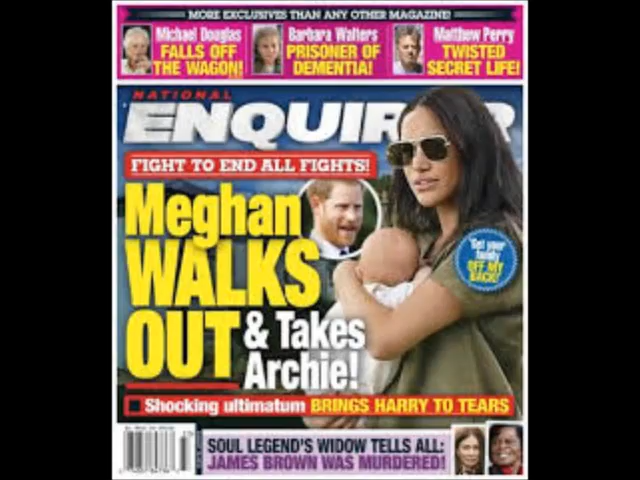 MORE EXCLUSIVES THAN ANY OTHER MAGAZINE!
Michael Douglas
FALLS OFF
THE WAGON!
Barbara Walters
PRISONER OF
DEMENTIA!
Matthew Perry
TWISTED
SECRET LIFE!
NATIONAL
ENQUIRER
FIGHT TO END ALL FIGHTS!
Meghan
WALKS
OUT & Takes
Archie!
'Get your
family
OFF MY
BACK!'
Shocking ultimatum BRINGS HARRY TO TEARS
SOUL LEGEND'S WIDOW TELLS ALL:
JAMES BROWN WAS MURDERED!